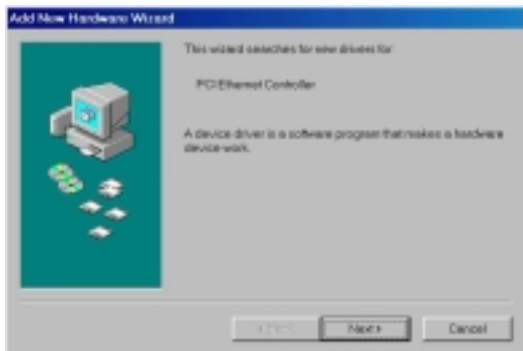 Add New Hardware Wizard
This wizard searches for new drivers for:
PCI Ethernet Controller
A device driver is a software program that makes a hardware
device work.
< Back
Next >
Cancel